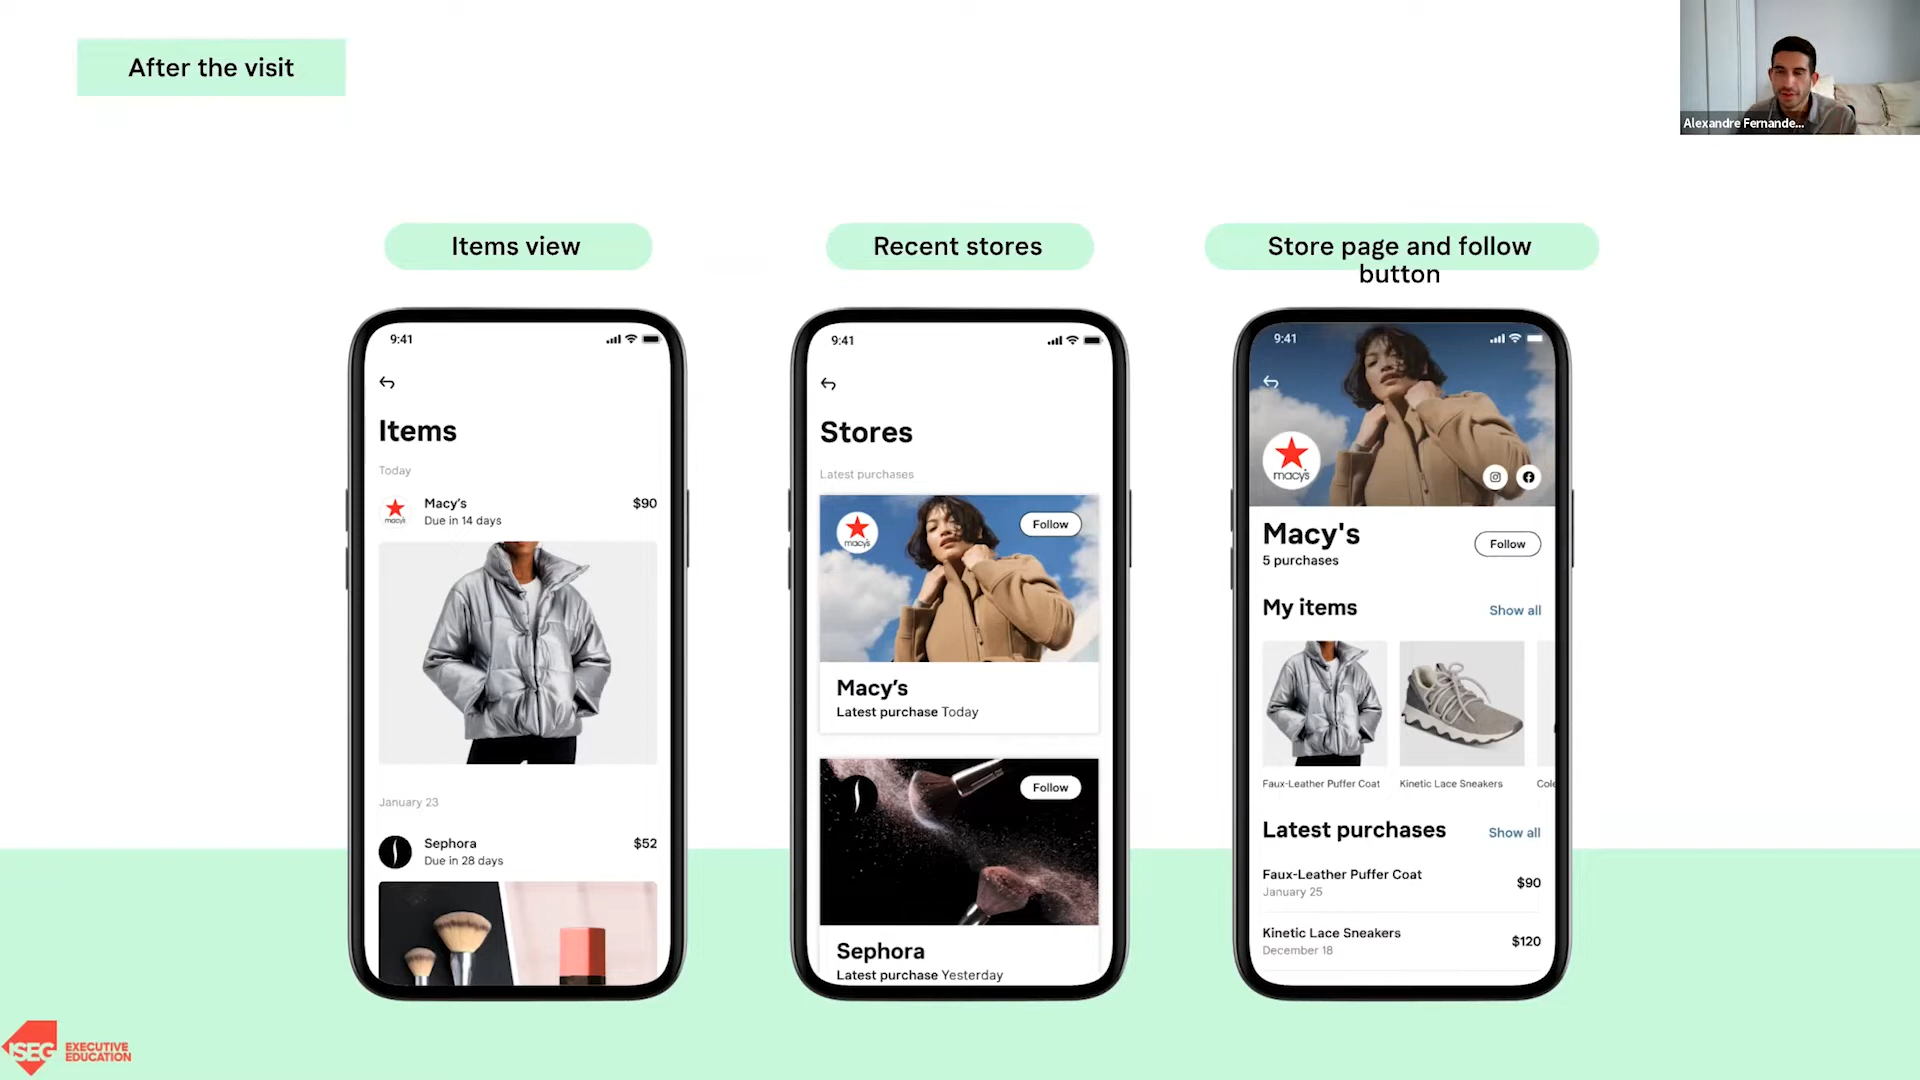 After the visit
Alexandre Fernande...
Items view
Recent stores
Store page and follow
button
9:41
Items
Today
macy's
Macy's
Due in 14 days
$90
January 23
Sephora
Due in 28 days
$52
9:41
Stores
Latest purchases
macy's
Follow
Macy's
Latest purchase Today
Follow
Sephora
Latest purchase Yesterday
9:41
macy's
Macy's
5 purchases
Follow
My items
Show all
Faux-Leather Puffer Coat
Kinetic Lace Sneakers
Cole
Latest purchases
Show all
Faux-Leather Puffer Coat
January 25
$90
Kinetic Lace Sneakers
December 18
$120
ISEG
EXECUTIVE
EDUCATION